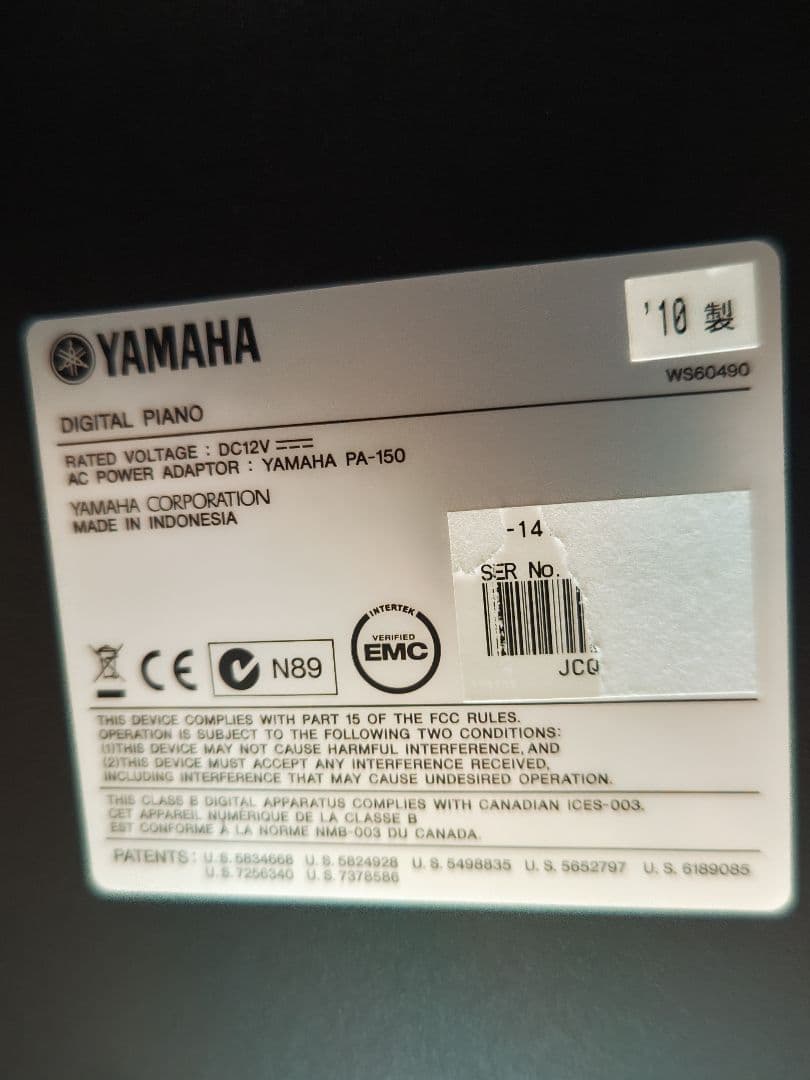 YAMAHA
'10 製
WS60490
DIGITAL PIANO
RATED VOLTAGE : DC12V
AC POWER ADAPTOR : YAMAHA PA-150
YAMAHA CORPORATION
MADE IN INDONESIA
-14
SER No.
JCQ
CE
N89
INTERTEK
VERIFIED
EMC
THIS DEVICE COMPLIES WITH PART 15 OF THE FCC RULES.
OPERATION IS SUBJECT TO THE FOLLOWING TWO CONDITIONS:
(1)THIS DEVICE MAY NOT CAUSE HARMFUL INTERFERENCE, AND
(2)THIS DEVICE MUST ACCEPT ANY INTERFERENCE RECEIVED,
INCLUDING INTERFERENCE THAT MAY CAUSE UNDESIRED OPERATION.
THIS CLASS B DIGITAL APPARATUS COMPLIES WITH CANADIAN ICES-003.
CET APPAREIL NUMÉRIQUE DE LA CLASSE B
EST CONFORME À LA NORME NMB-003 DU CANADA.
PATENTS: U.S.5834668 U.S.5824928 U.S.5498835 U.S.5652797 U.S.6189085
U.S.7256340 U.S.7378586